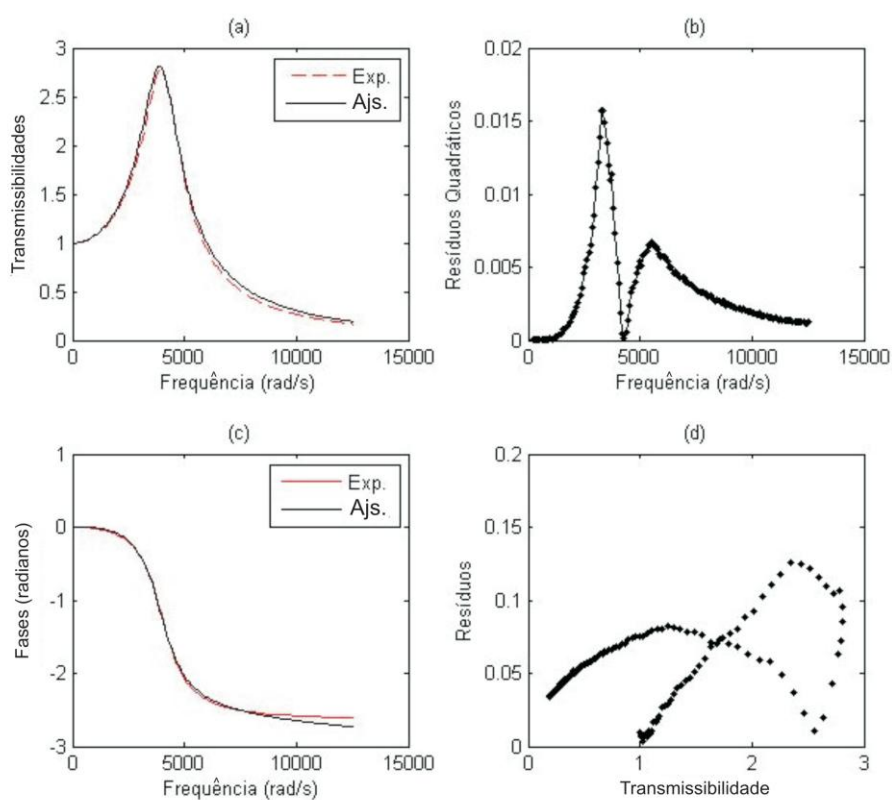 (a)
Transmissibilidades
3
2.5
2
1.5
1
0.5
0
Exp.
Ajs.
0 5000 10000 15000
Frequência (rad/s)
(b)
Resíduos Quadráticos
0.02
0.015
0.01
0.005
0
0 5000 10000 15000
Frequência (rad/s)
(c)
Fases (radianos)
1
0
-1
-2
-3
Exp.
Ajs.
0 5000 10000 15000
Frequência (rad/s)
(d)
Resíduos
0.2
0.15
0.1
0.05
0
0 1 2 3
Transmissibilidade